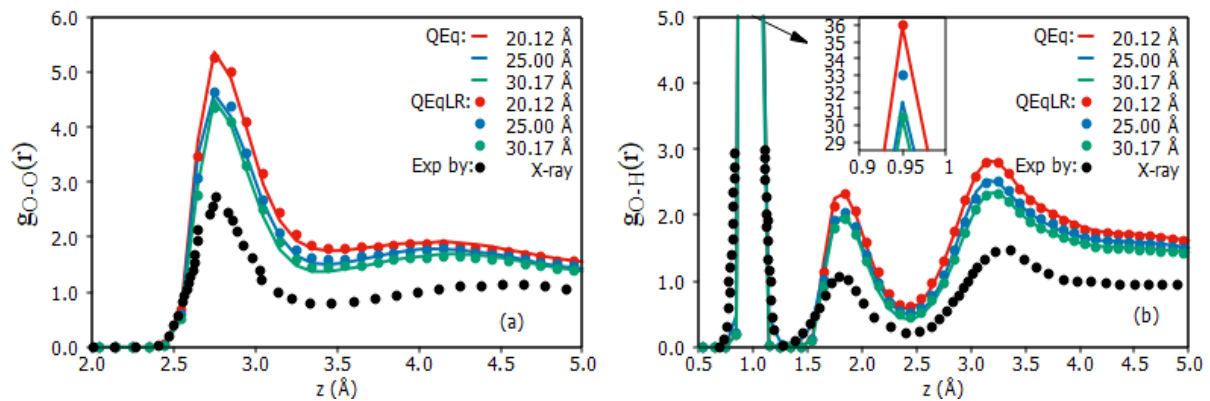 6.0
5.0
4.0
3.0
2.0
1.0
0.0
2.0 2.5 3.0 3.5 4.0 4.5 5.0
z (Å)
gO-O(r)
QEq: 20.12 Å
25.00 Å
30.17 Å
QEqLR: 20.12 Å
25.00 Å
30.17 Å
Exp by: X-ray
(a)
5.0
4.0
3.0
2.0
1.0
0.0
0.5 1.0 1.5 2.0 2.5 3.0 3.5 4.0 4.5 5.0
z (Å)
gO-H(r)
36
35
34
33
32
31
30
29
0.9 0.95 1
QEq: 20.12 Å
25.00 Å
30.17 Å
QEqLR: 20.12 Å
25.00 Å
30.17 Å
Exp by: X-ray
(b)